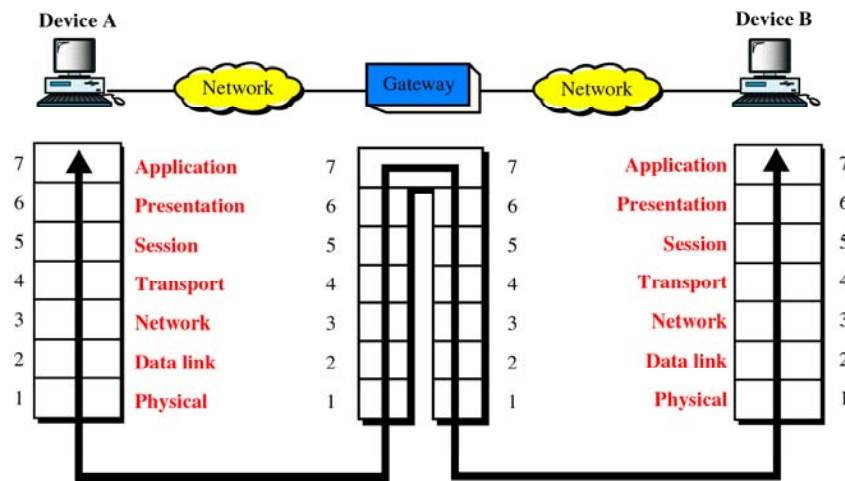 Device A
Device B
Network
Gateway
Network
7 Application 7 7 Application 7
6 Presentation 6 6 Presentation 6
5 Session 5 5 Session 5
4 Transport 4 4 Transport 4
3 Network 3 3 Network 3
2 Data link 2 2 Data link 2
1 Physical 1 1 Physical 1